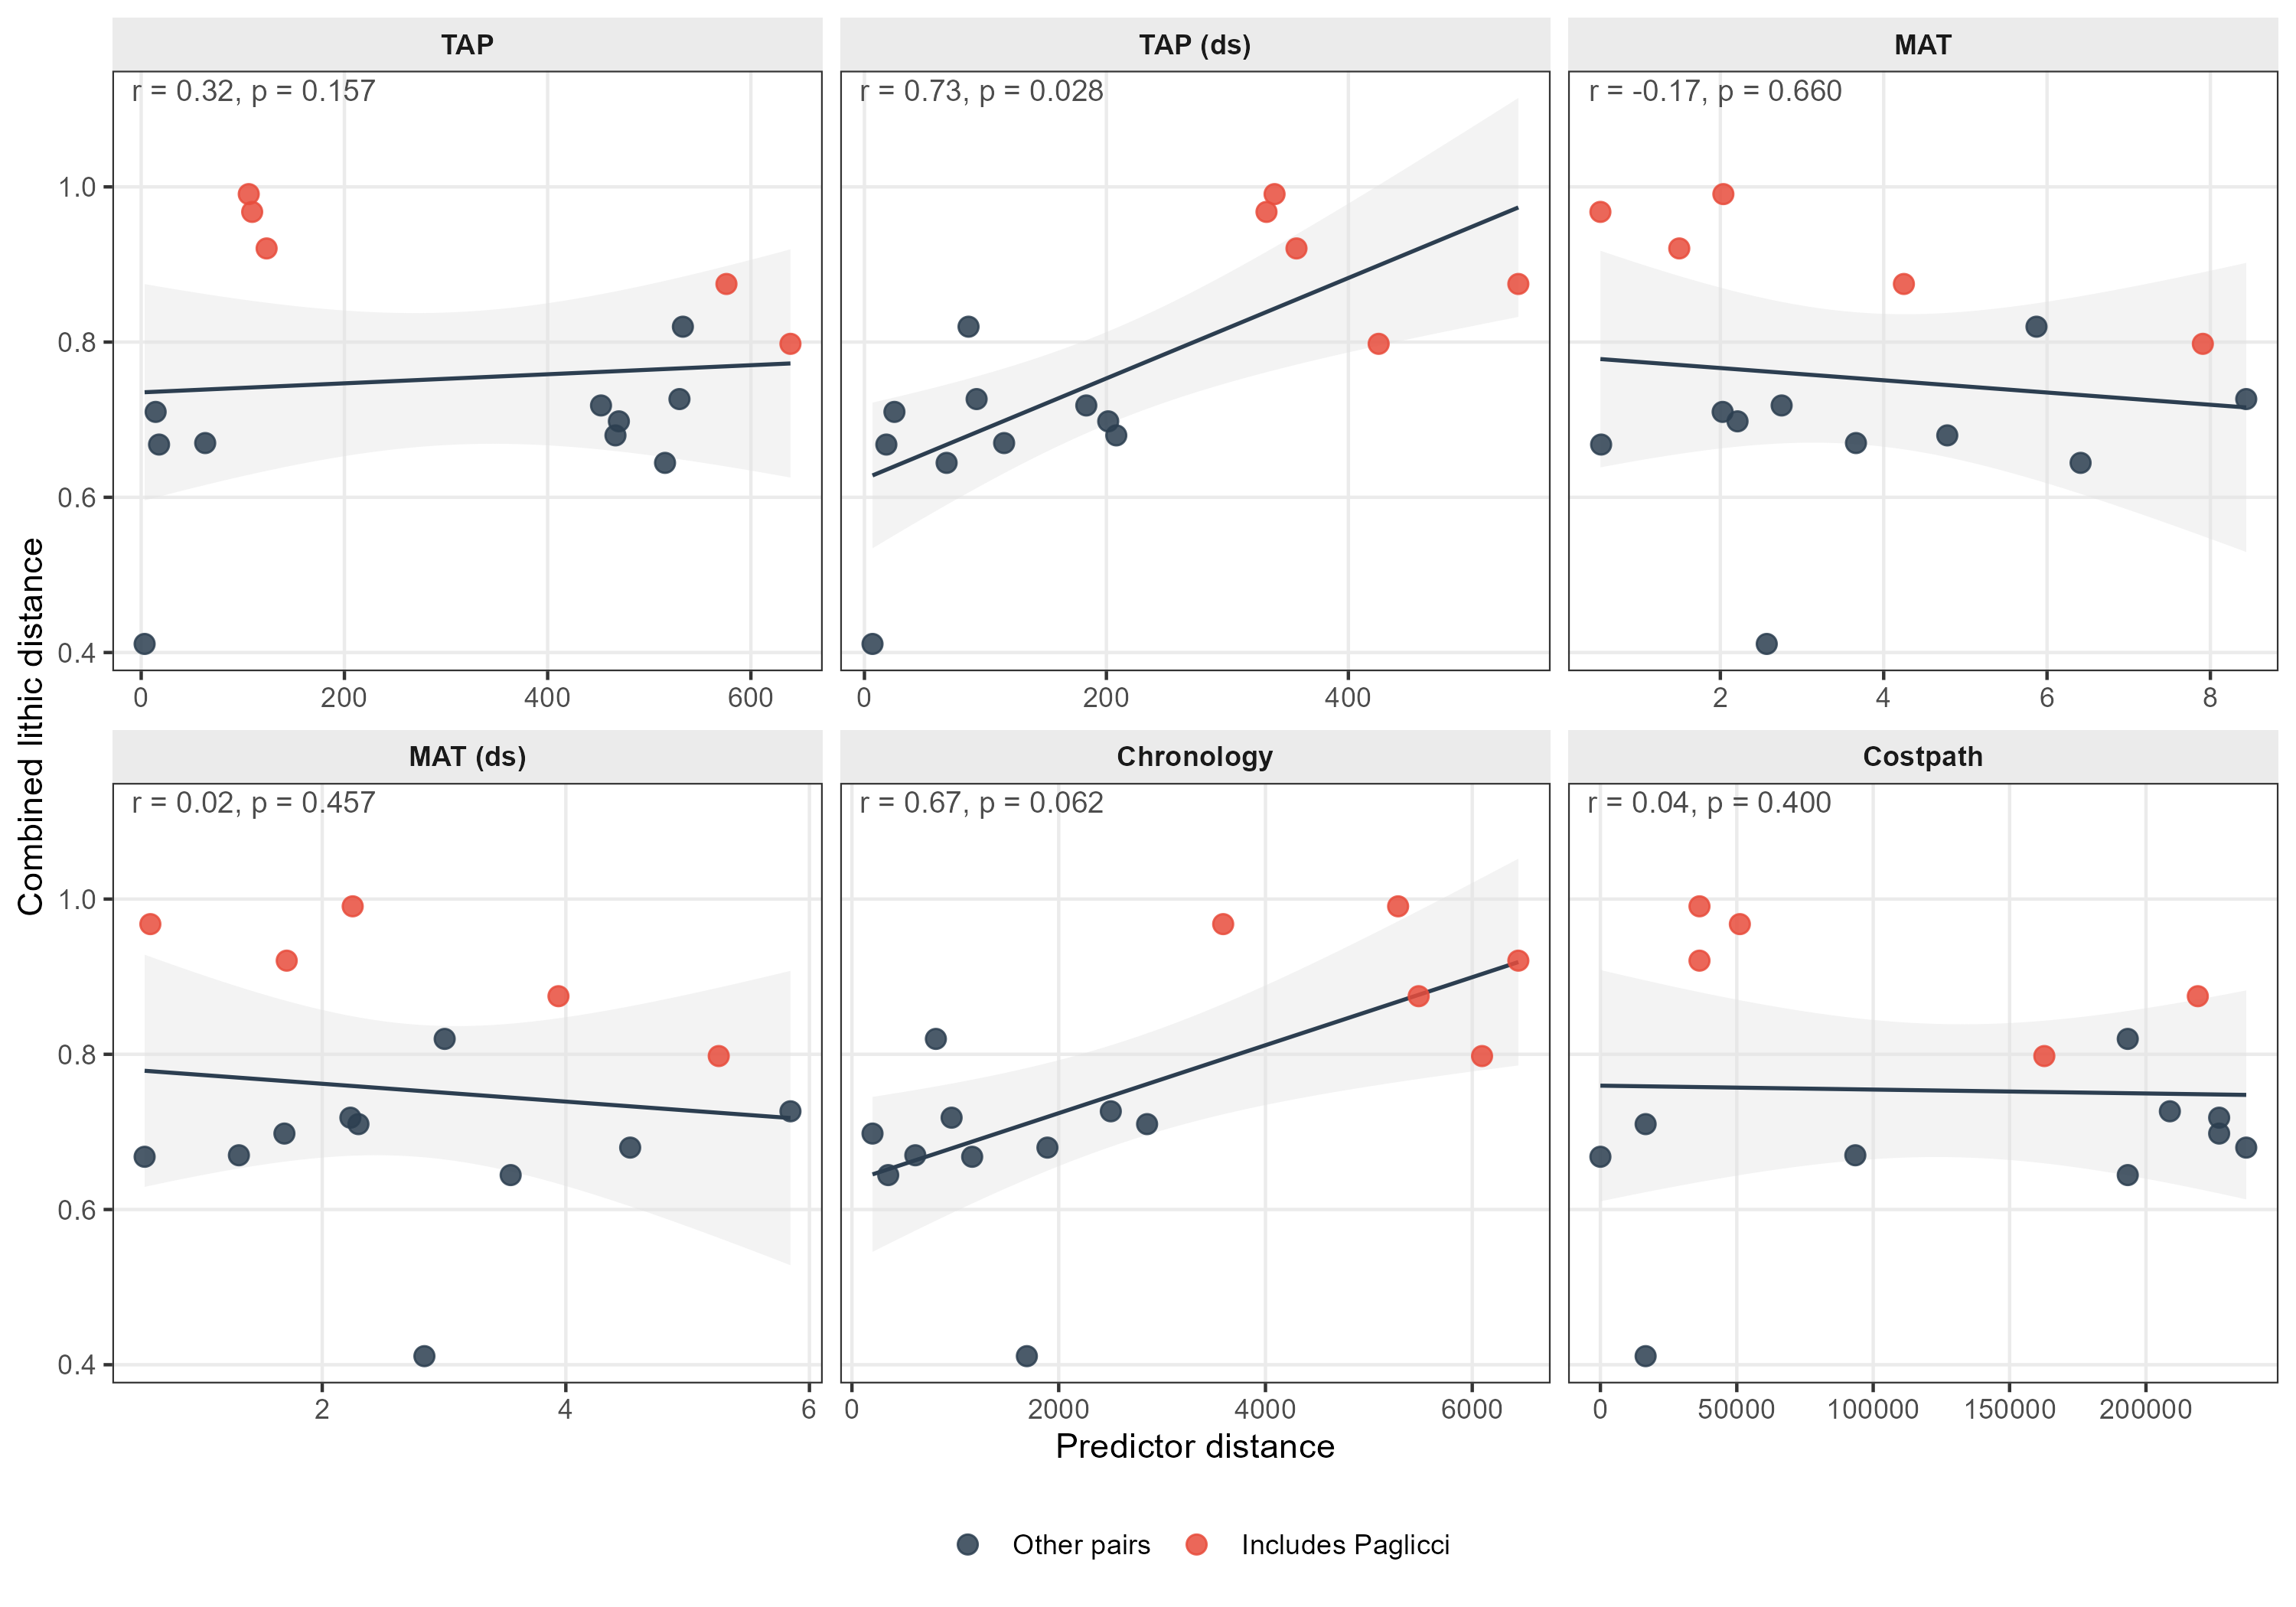 TAP
TAP (ds)
MAT
r = 0.32, p = 0.157
r = 0.73, p = 0.028
r = -0.17, p = 0.660
1.0
0.8
0.6
0.4
0 200 400 600
0 200 400
2 4 6 8
MAT (ds)
Chronology
Costpath
r = 0.02, p = 0.457
r = 0.67, p = 0.062
r = 0.04, p = 0.400
1.0
0.8
0.6
0.4
2 4 6
0 2000 4000 6000
0 50000 100000 150000 200000
Combined lithic distance
Predictor distance
Other pairs
Includes Paglicci